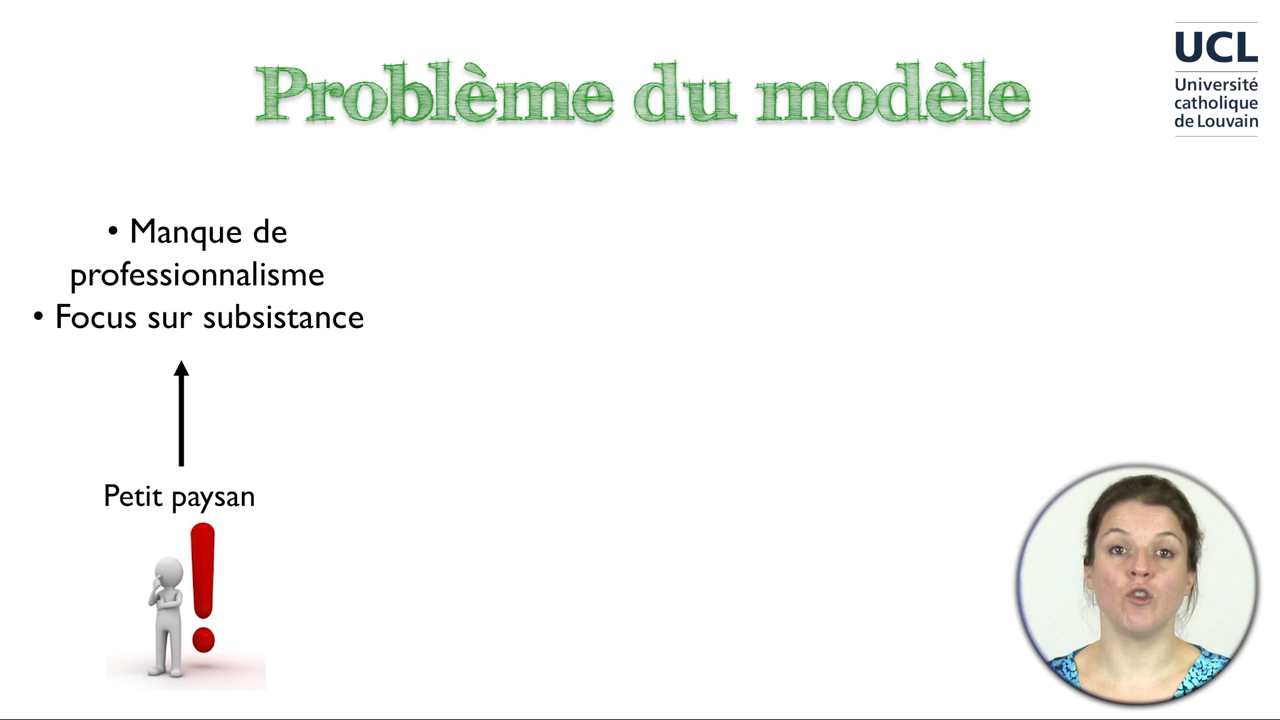 Problème du modèle
UCL
Université
catholique
de Louvain
• Manque de
professionnalisme
• Focus sur subsistance
Petit paysan